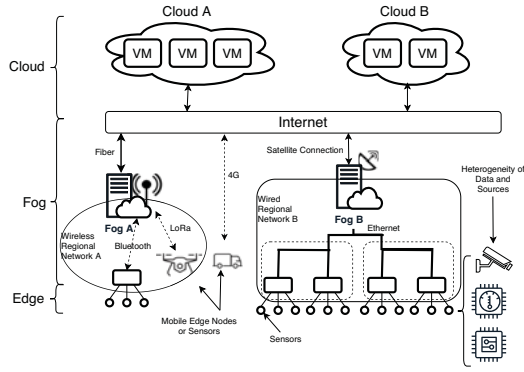 Cloud A
Cloud B
Cloud
VM
VM
VM
VM
VM
Internet
Fiber
4G
Satellite Connection
Heterogeneity of
Data and
Sources
Fog
Fog A
LoRa
Wireless
Regional
Network A
Bluetooth
Wired
Regional
Network B
Fog B
Ethernet
Edge
Mobile Edge Nodes
or Sensors
Sensors